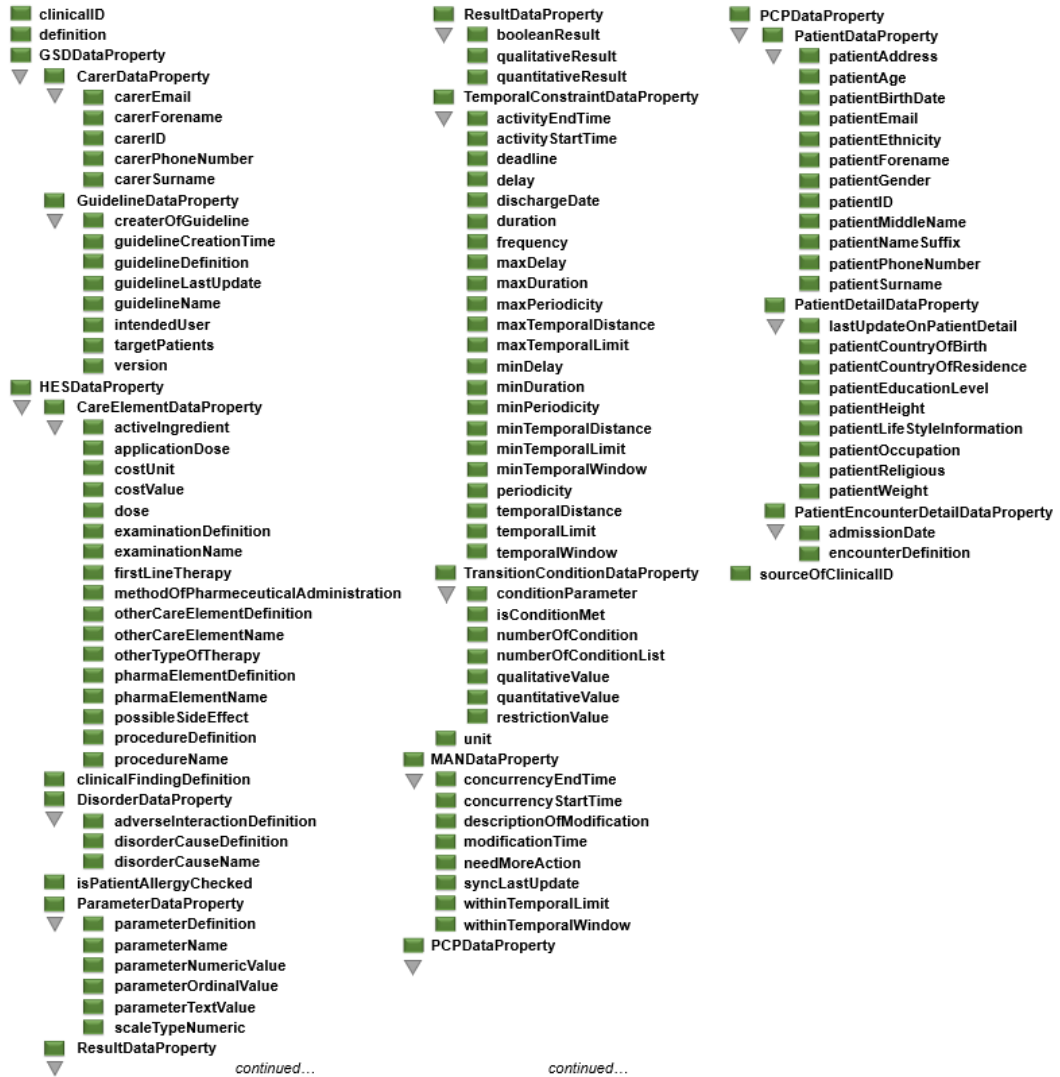 clinicalID
definition
GSDDataProperty
CarerDataProperty
carerEmail
carerForename
carerID
carerPhoneNumber
carerSurname
GuidelineDataProperty
createrOfGuideline
guidelineCreationTime
guidelineDefinition
guidelineLastUpdate
guidelineName
intendedUser
targetPatients
version
HESDataProperty
CareElementDataProperty
activeIngredient
applicationDose
costUnit
costValue
dose
examinationDefinition
examinationName
firstLineTherapy
methodOfPharmeceuticalAdministration
otherCareElementDefinition
otherCareElementName
otherTypeOfTherapy
pharmaElementDefinition
pharmaElementName
possibleSideEffect
procedureDefinition
procedureName
clinicalFindingDefinition
DisorderDataProperty
adverseInteractionDefinition
disorderCauseDefinition
disorderCauseName
isPatientAllergyChecked
ParameterDataProperty
parameterDefinition
parameterName
parameterNumericValue
parameterOrdinalValue
parameterTextValue
scaleTypeNumeric
ResultDataProperty
continued…
ResultDataProperty
booleanResult
qualitativeResult
quantitativeResult
TemporalConstraintDataProperty
activityEndTime
activityStartTime
deadline
delay
dischargeDate
duration
frequency
maxDelay
maxDuration
maxPeriodicity
maxTemporalDistance
maxTemporalLimit
minDelay
minDuration
minPeriodicity
minTemporalDistance
minTemporalLimit
minTemporalWindow
periodicity
temporalDistance
temporalLimit
temporalWindow
TransitionConditionDataProperty
conditionParameter
isConditionMet
numberOfCondition
numberOfConditionList
qualitativeValue
quantitativeValue
restrictionValue
unit
MANDataProperty
concurrencyEndTime
concurrencyStartTime
descriptionOfModification
modificationTime
needMoreAction
syncLastUpdate
withinTemporalLimit
withinTemporalWindow
PCPDataProperty
continued…
PCPDataProperty
PatientDataProperty
patientAddress
patientAge
patientBirthDate
patientEmail
patientEthnicity
patientForename
patientGender
patientID
patientMiddleName
patientNameSuffix
patientPhoneNumber
patientSurname
PatientDetailDataProperty
lastUpdateOnPatientDetail
patientCountryOfBirth
patientCountryOfResidence
patientEducationLevel
patientHeight
patientLifeStyleInformation
patientOccupation
patientReligious
patientWeight
PatientEncounterDetailDataProperty
admissionDate
encounterDefinition
sourceOfClinicalID